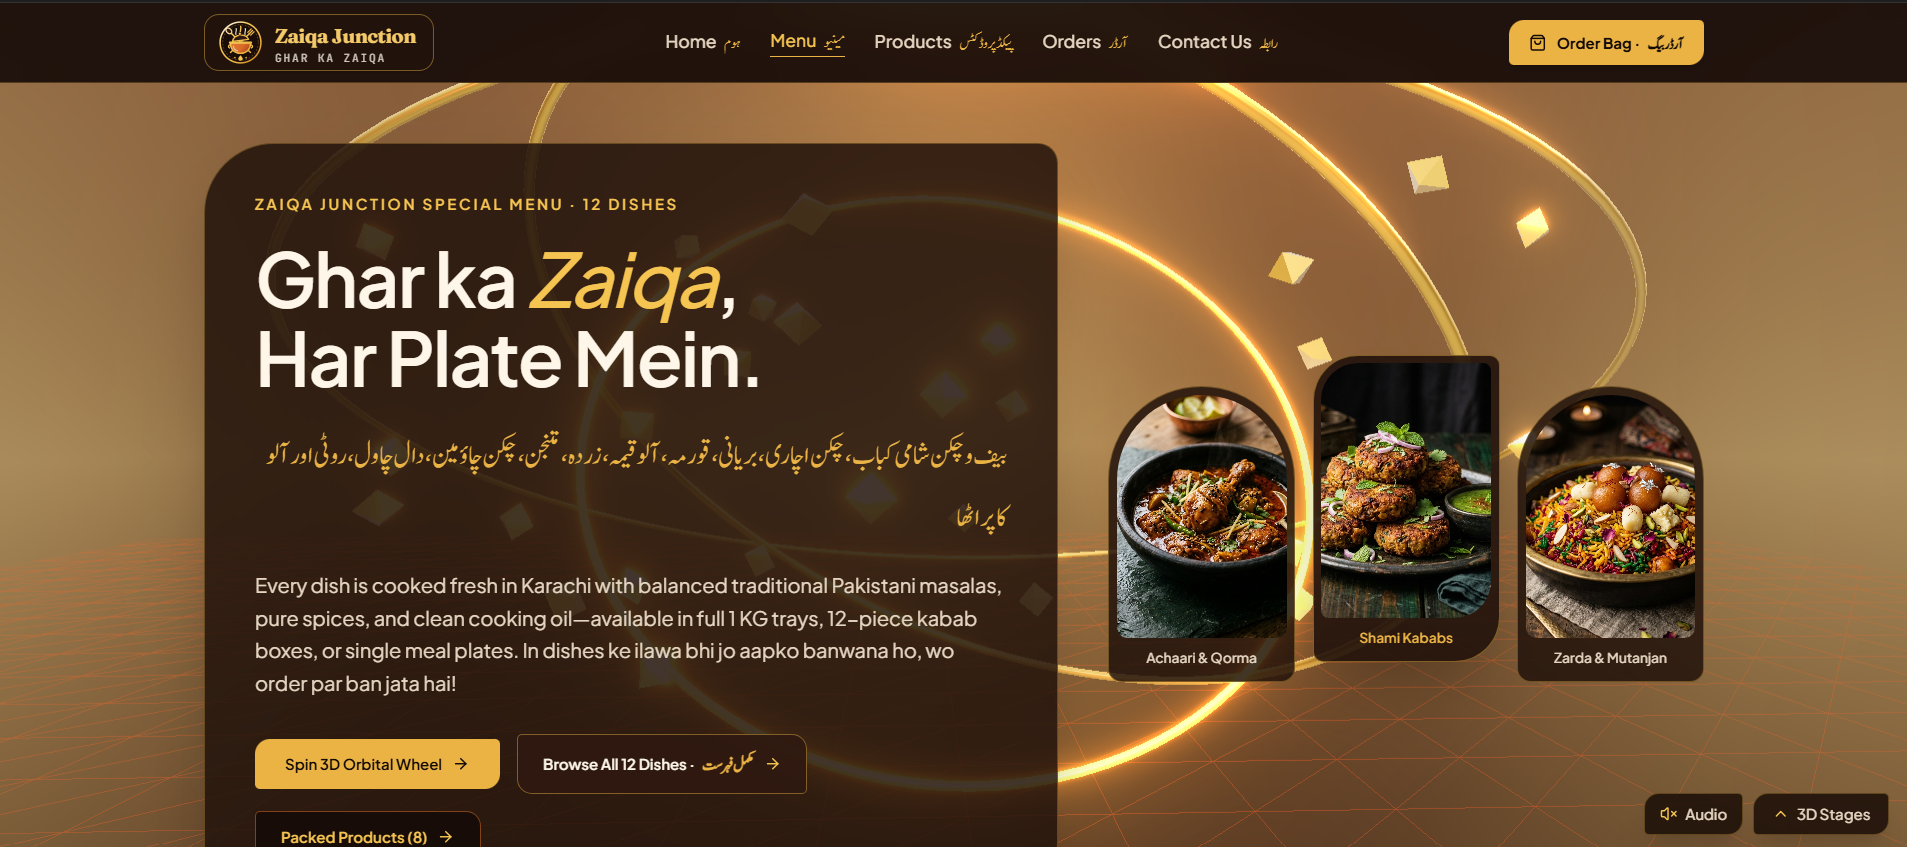 Zaiqa Junction
GHAR KA ZAIQA
Home ہوم
Menu مینیو
Products پیکڈ پروڈکٹس
Orders آرڈر
Contact Us رابطہ
Order Bag · آرڈر بیگ
ZAIQA JUNCTION SPECIAL MENU · 12 DISHES
Ghar ka Zaiqa,
Har Plate Mein.
بیف و چکن شامی کباب، چکن اچاری، بریانی، قورمہ، آلو قیمہ، زردہ، متنجن، چکن چاؤمین، دال چاول، روٹی اور آلو
کا پراٹھا
Every dish is cooked fresh in Karachi with balanced traditional Pakistani masalas,
pure spices, and clean cooking oil—available in full 1 KG trays, 12-piece kabab
boxes, or single meal plates. In dishes ke ilawa bhi jo aapko banwana ho, wo
order par ban jata hai!
Spin 3D Orbital Wheel →
Browse All 12 Dishes · مکمل فہرست →
Packed Products (8) →
Achaari & Qorma
Shami Kababs
Zarda & Mutanjan
Audio
3D Stages